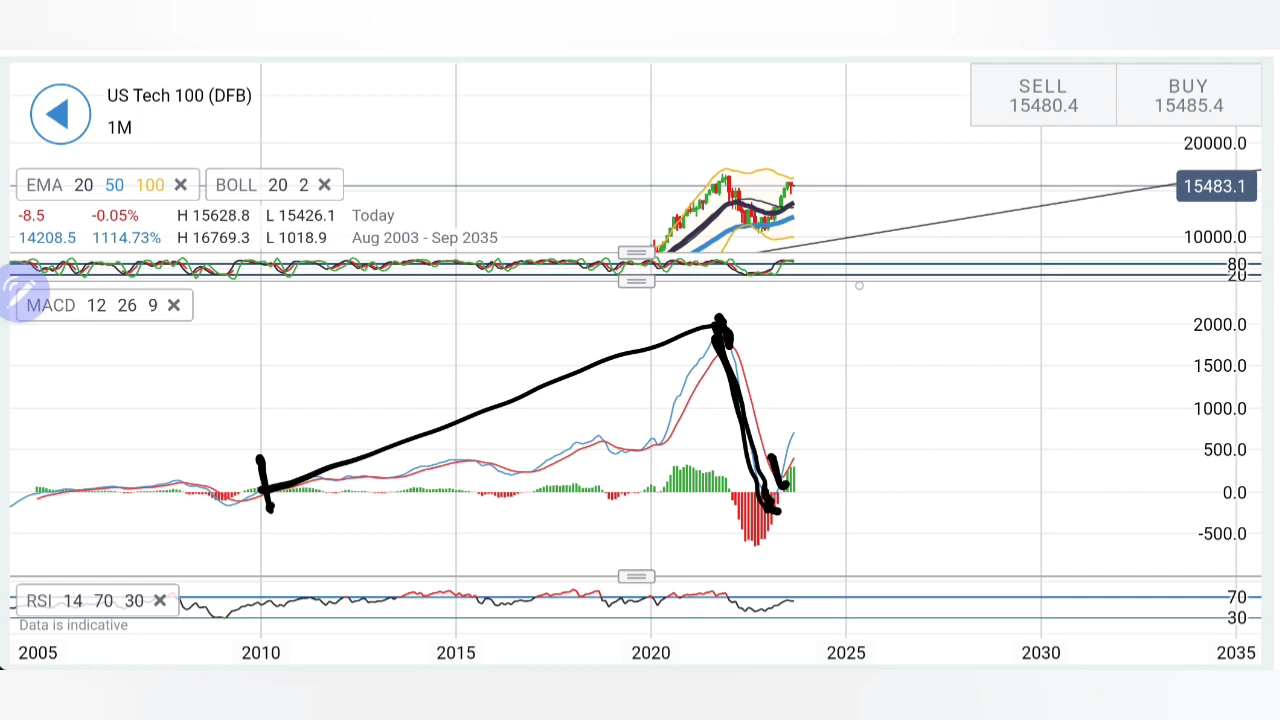 US Tech 100 (DFB)
1M
SELL
15480.4
BUY
15485.4
20000.0
EMA 20 50 100 ✕
BOLL 20 2 ✕
15483.1
-8.5 -0.05% H 15628.8 L 15426.1 Today
14208.5 1114.73% H 16769.3 L 1018.9 Aug 2003 - Sep 2035
10000.0
80
20
MACD 12 26 9 ✕
2000.0
1500.0
1000.0
500.0
0.0
-500.0
RSI 14 70 30 ✕
70
30
Data is indicative
2005 2010 2015 2020 2025 2030 2035